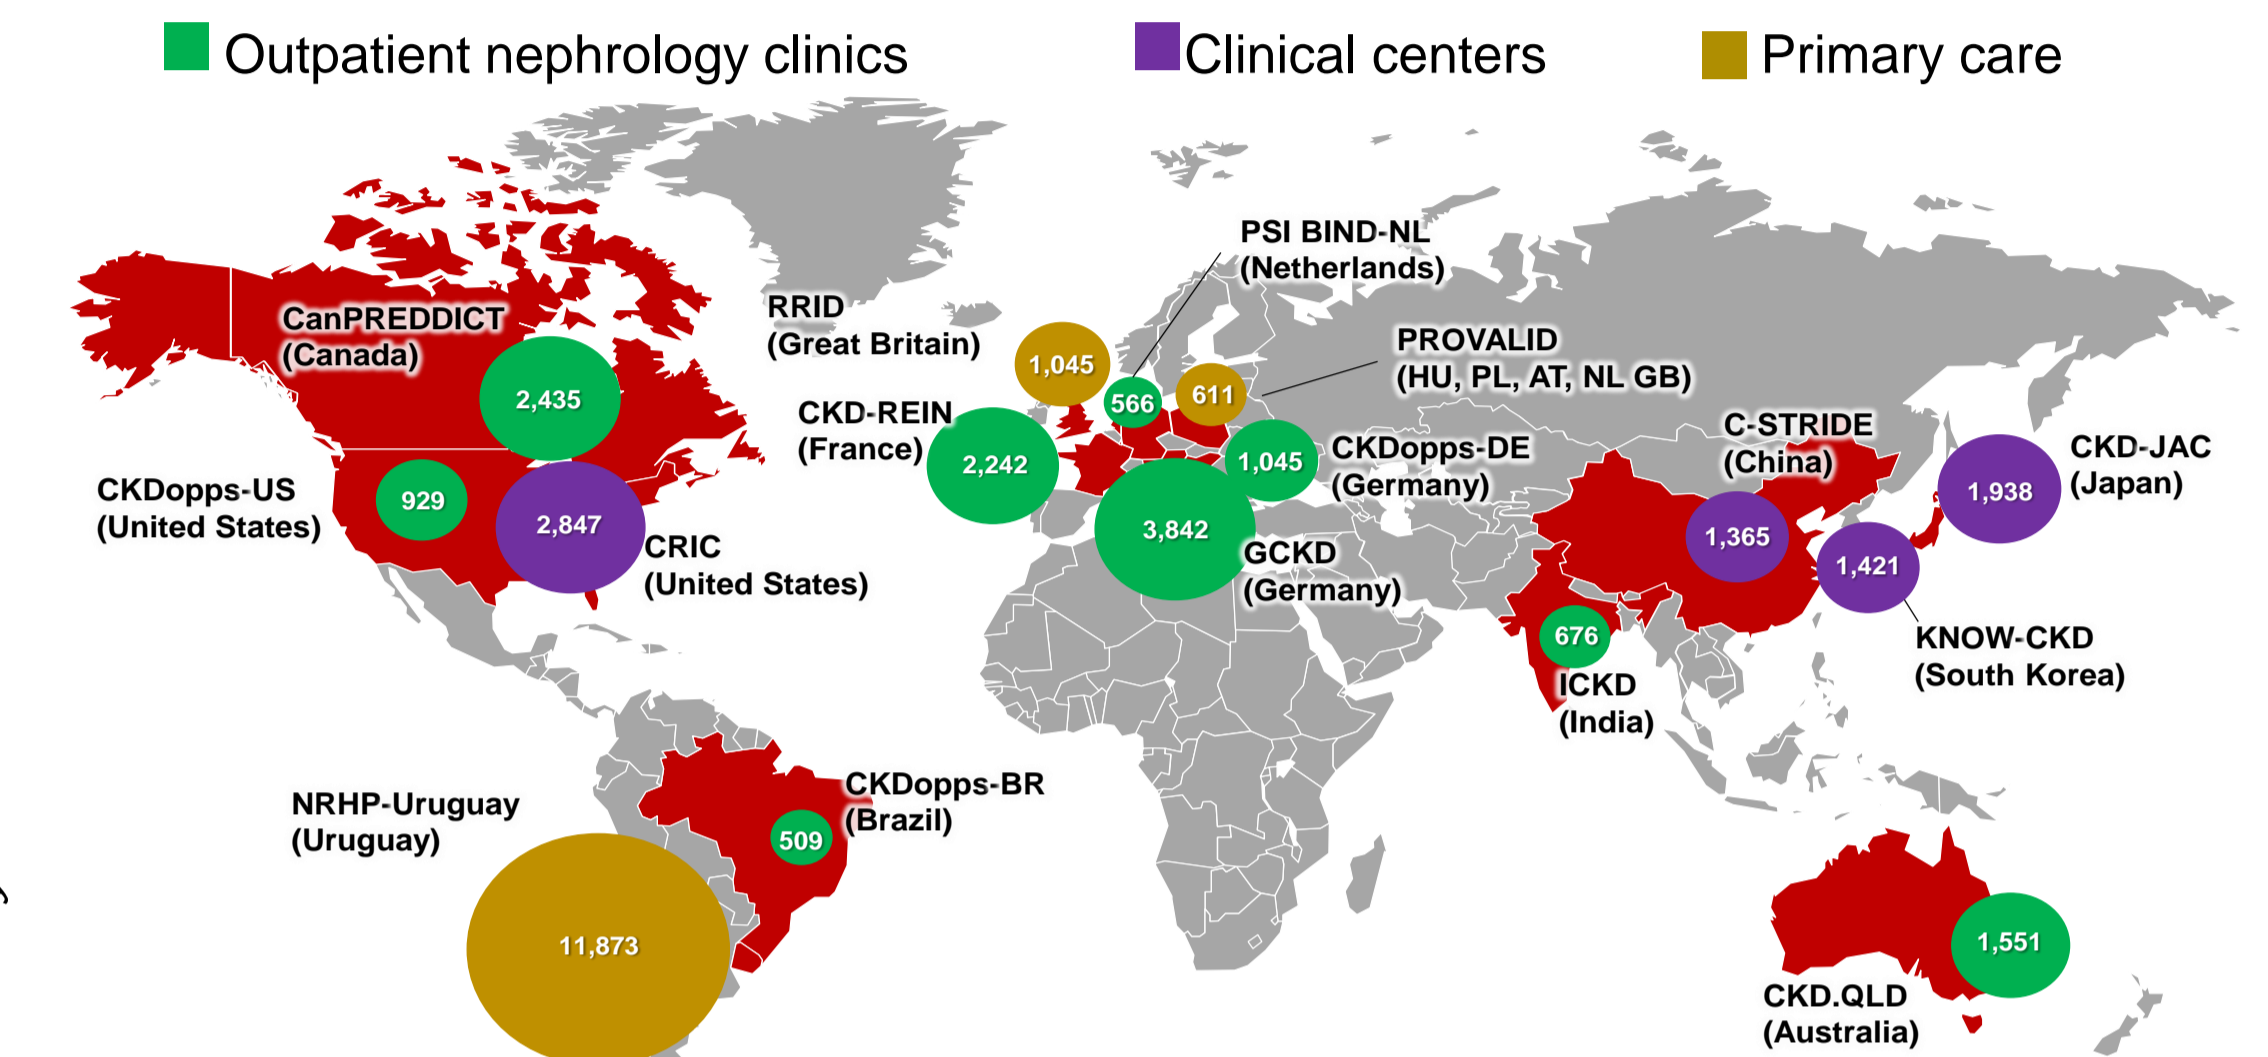 Outpatient nephrology clinics
Clinical centers
Primary care
PSI BIND-NL
(Netherlands)
RRID
(Great Britain)
CanPREDDICT
(Canada)
PROVALID
(HU, PL, AT, NL GB)
1,045
566
611
2,435
CKD-REIN
(France)
2,242
1,045
CKDopps-DE
(Germany)
C-STRIDE
(China)
CKD-JAC
(Japan)
1,938
CKDopps-US
(United States)
929
2,847
CRIC
(United States)
3,842
GCKD
(Germany)
1,365
1,421
KNOW-CKD
(South Korea)
676
ICKD
(India)
NRHP-Uruguay
(Uruguay)
CKDopps-BR
(Brazil)
509
11,873
1,551
CKD.QLD
(Australia)